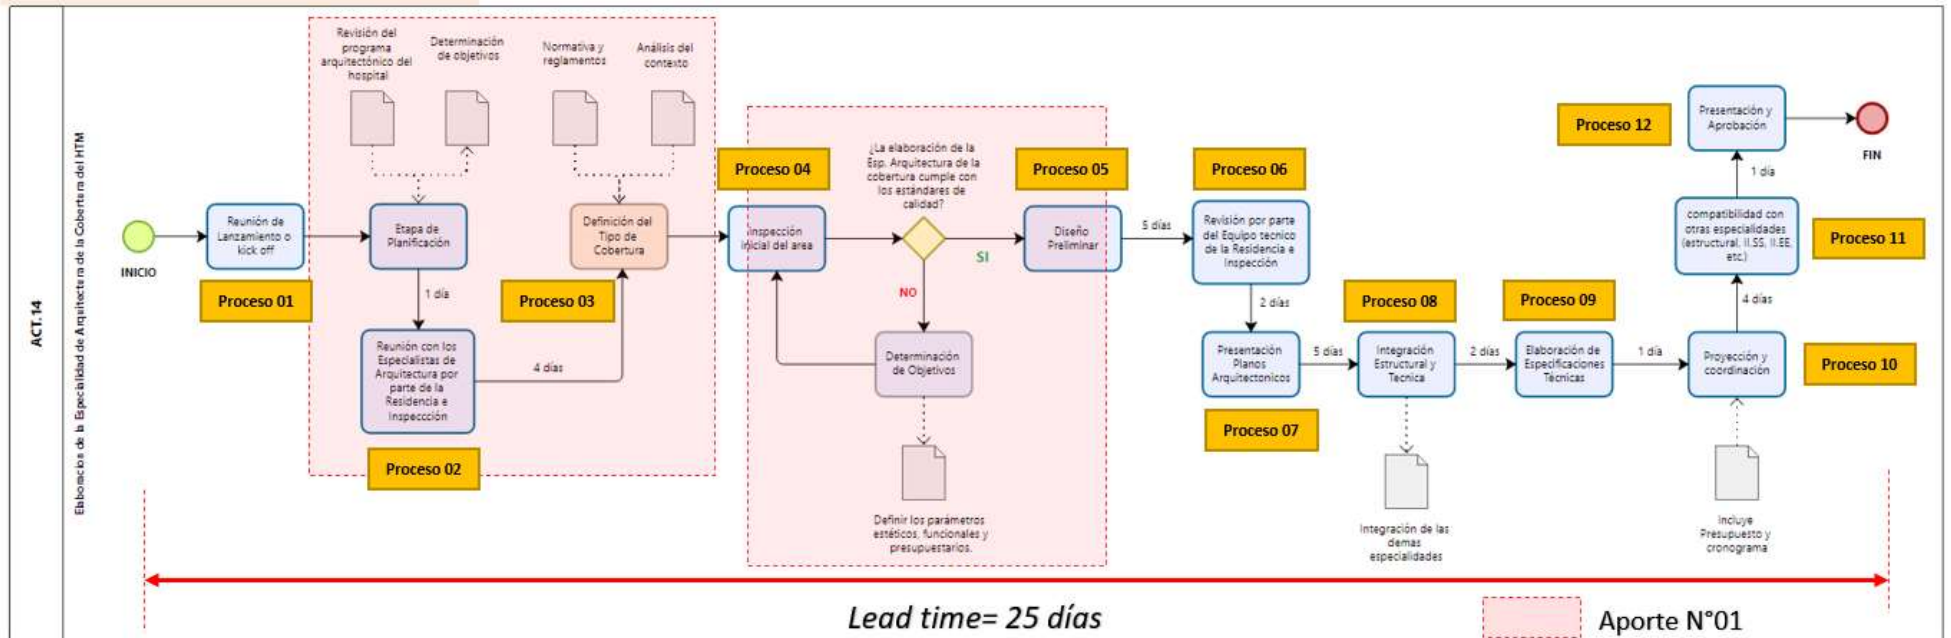 ACT.14
Elaboracios de la Especialidad de Arquitectera de la Cobertera del HTM
INICIO
Reunión de
Lanzamiento o
kick off
Proceso 01
Revisión del
programa
arquitectónico del
hospital
Determinación
de objetivos
Normativa y
reglamentos
Análisis del
contexto
Etapa de
Planificación
1 día
Reunión con los
Especialistas de
Arquitectura por
parte de la
Residencia e
Inspeccción
Proceso 02
4 días
Definición del
Tipo de
Cobertura
Proceso 03
Proceso 04
Inspección
inicial del area
¿La elaboración de la
Esp. Arquitectura de la
cobertura cumple con
los estándares de
calidad?
SI
NO
Determinación
de Objetivos
Definir los parámetros
estéticos, funcionales y
presupuestarios.
Proceso 05
Diseño
Preliminar
5 días
Proceso 06
Revisión por parte
del Equipo tecnico
de la Residencia e
Inspección
2 días
Presentación
Planos
Arquitectonicos
Proceso 07
5 días
Proceso 08
Integración
Estructural y
Tecnica
Integración de las
demas
especialidades
2 días
Proceso 09
Elaboración de
Especificaciones
Técnicas
1 día
Proyección y
coordinación
Proceso 10
Incluye
Presupuesto y
cronograma
4 días
compatibilidad con
otras especialidades
(estructural, II.SS, II.EE,
etc.)
Proceso 11
1 día
Proceso 12
Presentación y
Aprobación
FIN
Lead time= 25 días
Aporte N°01